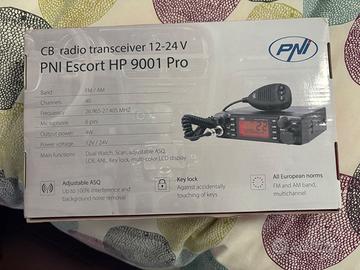 CB radio transceiver 12-24 V
PNI Escort HP 9001 Pro
PNI
Band FM / AM
Channels 40
Frequency 26.965-27.405 MHZ
Microphone 6 pins
Output power 4W
Power voltage 12V / 24V
Main functions Dual Watch, Scan, adjustable ASQ
LOK, ANL, Key lock, multi-color LCD display
Adjustable ASQ
Up to 100% interference and
background noise removal
Key lock
Against accidentally
touching of keys
All European norms
FM and AM band,
multichannel